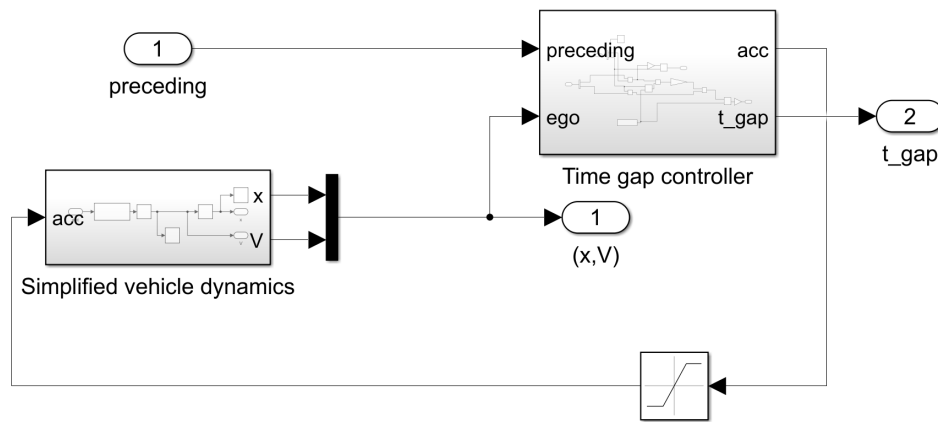 1
preceding
preceding
acc
ego
t_gap
Time gap controller
2
t_gap
acc
x
V
Simplified vehicle dynamics
1
(x,V)